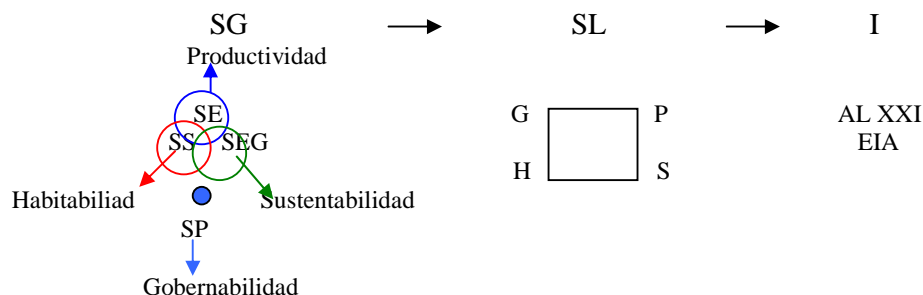 SG SL I
Productividad
SE
G P AL XXI
SS SEG EIA
H S
Habitabiliad Sustentabilidad
SP
Gobernabilidad